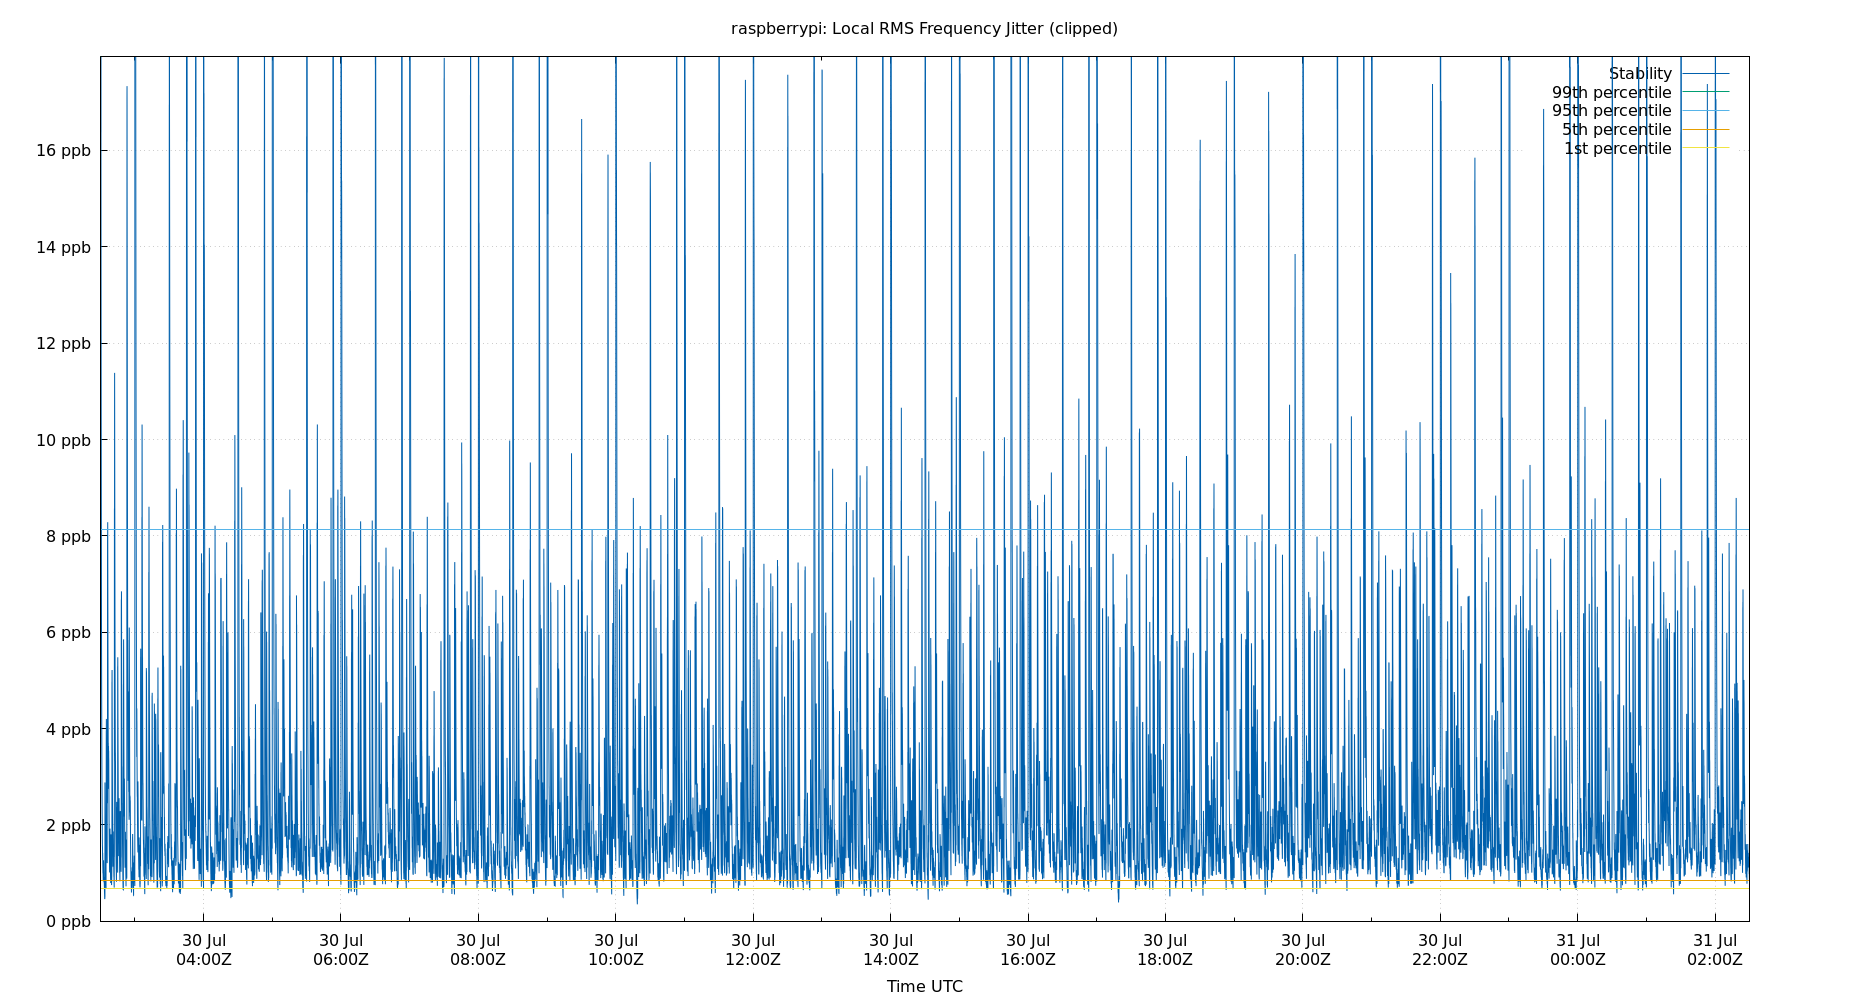 raspberrypi: Local RMS Frequency Jitter (clipped)
Stability
99th percentile
95th percentile
5th percentile
1st percentile
16 ppb
14 ppb
12 ppb
10 ppb
8 ppb
6 ppb
4 ppb
2 ppb
0 ppb
30 Jul 30 Jul 30 Jul 30 Jul 30 Jul 30 Jul 30 Jul 30 Jul 30 Jul 30 Jul 31 Jul 31 Jul
04:00Z 06:00Z 08:00Z 10:00Z 12:00Z 14:00Z 16:00Z 18:00Z 20:00Z 22:00Z 00:00Z 02:00Z
Time UTC